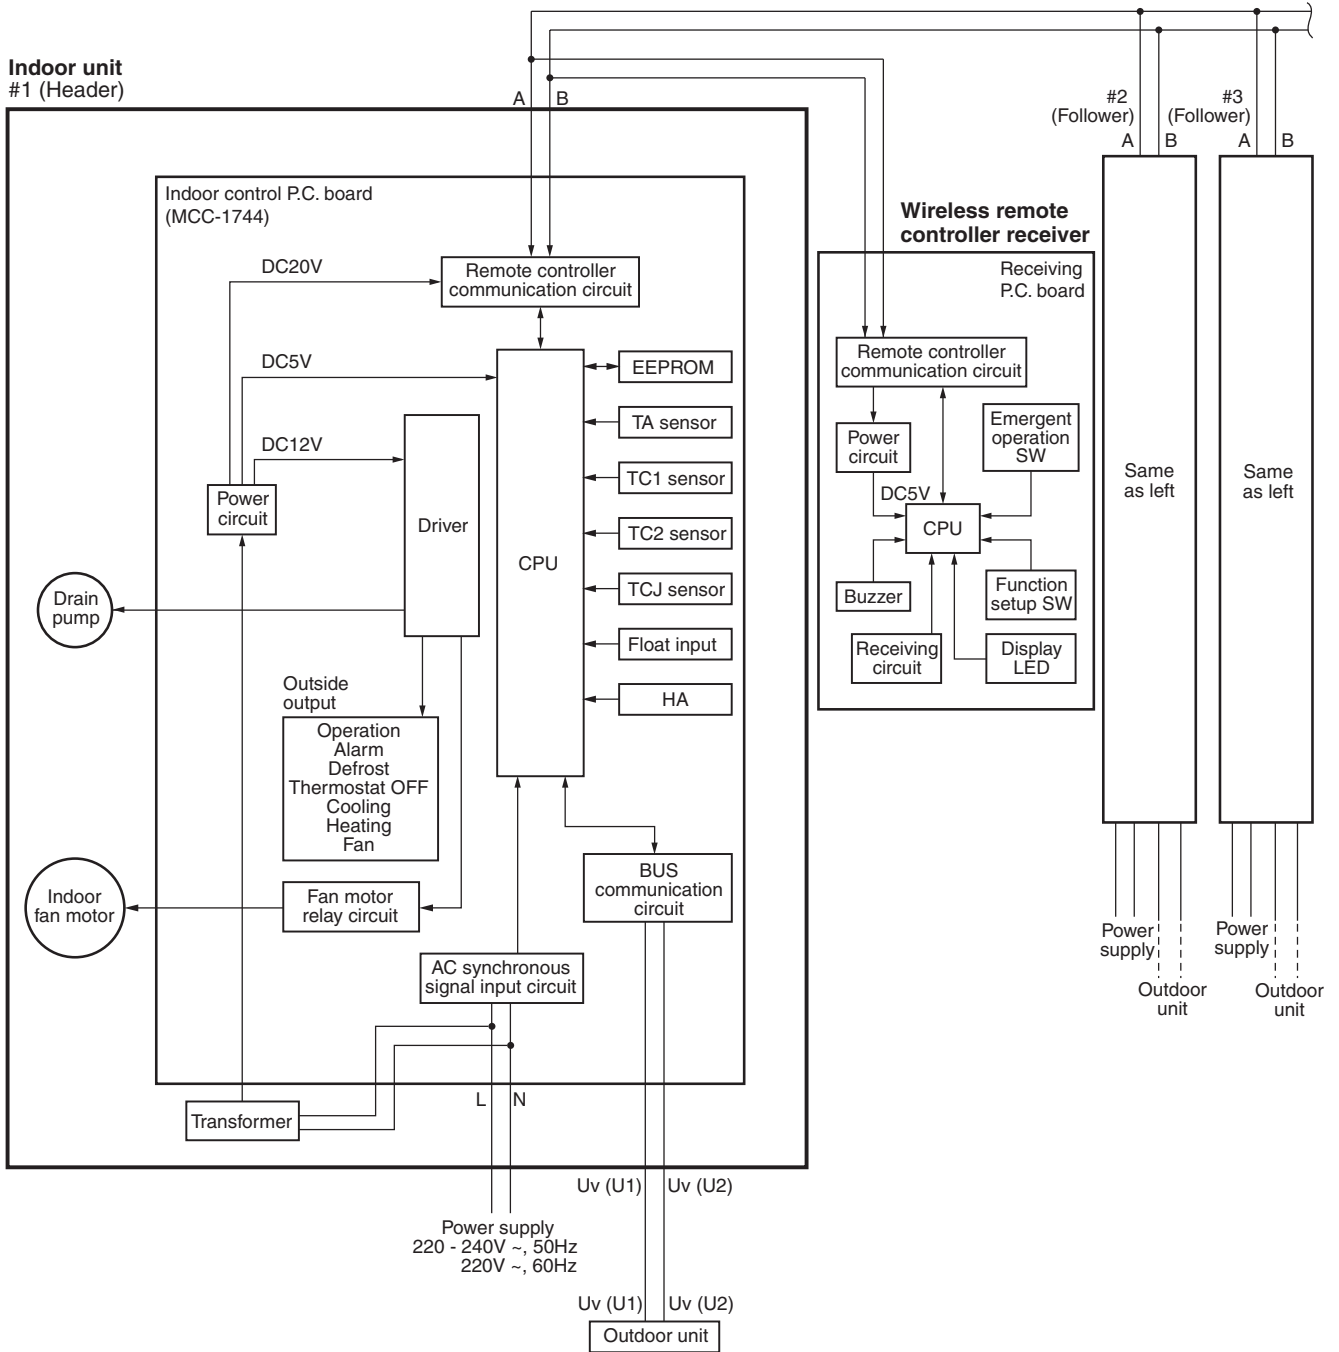 Indoor unit
#1 (Header)
A
B
#2
(Follower)
A
B
#3
(Follower)
A
B
Indoor control P.C. board
(MCC-1744)
DC20V
Remote controller
communication circuit
DC5V
EEPROM
TA sensor
DC12V
TC1 sensor
Power
circuit
Driver
TC2 sensor
CPU
TCJ sensor
Drain
pump
Float input
HA
Outside
output
Operation
Alarm
Defrost
Thermostat OFF
Cooling
Heating
Fan
Indoor
fan motor
Fan motor
relay circuit
BUS
communication
circuit
AC synchronous
signal input circuit
Transformer
L
N
Power supply
220 - 240V ~, 50Hz
220V ~, 60Hz
Uv (U1)
Uv (U2)
Uv (U1)
Uv (U2)
Outdoor unit
Wireless remote
controller receiver
Receiving
P.C. board
Remote controller
communication circuit
Power
circuit
Emergent
operation
SW
DC5V
CPU
Buzzer
Function
setup SW
Receiving
circuit
Display
LED
Same
as left
Same
as left
Power
supply
Outdoor
unit
Power
supply
Outdoor
unit